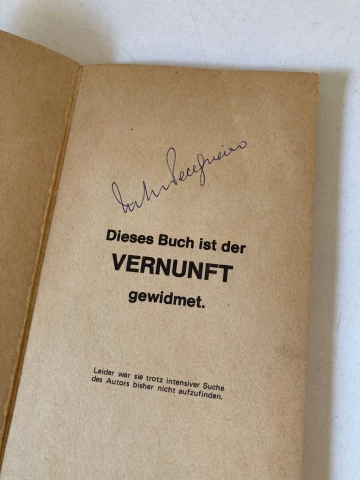 Dieses Buch ist der
VERNUNFT
gewidmet.
Leider war sie trotz intensiver Suche
des Autors bisher nicht aufzufinden.